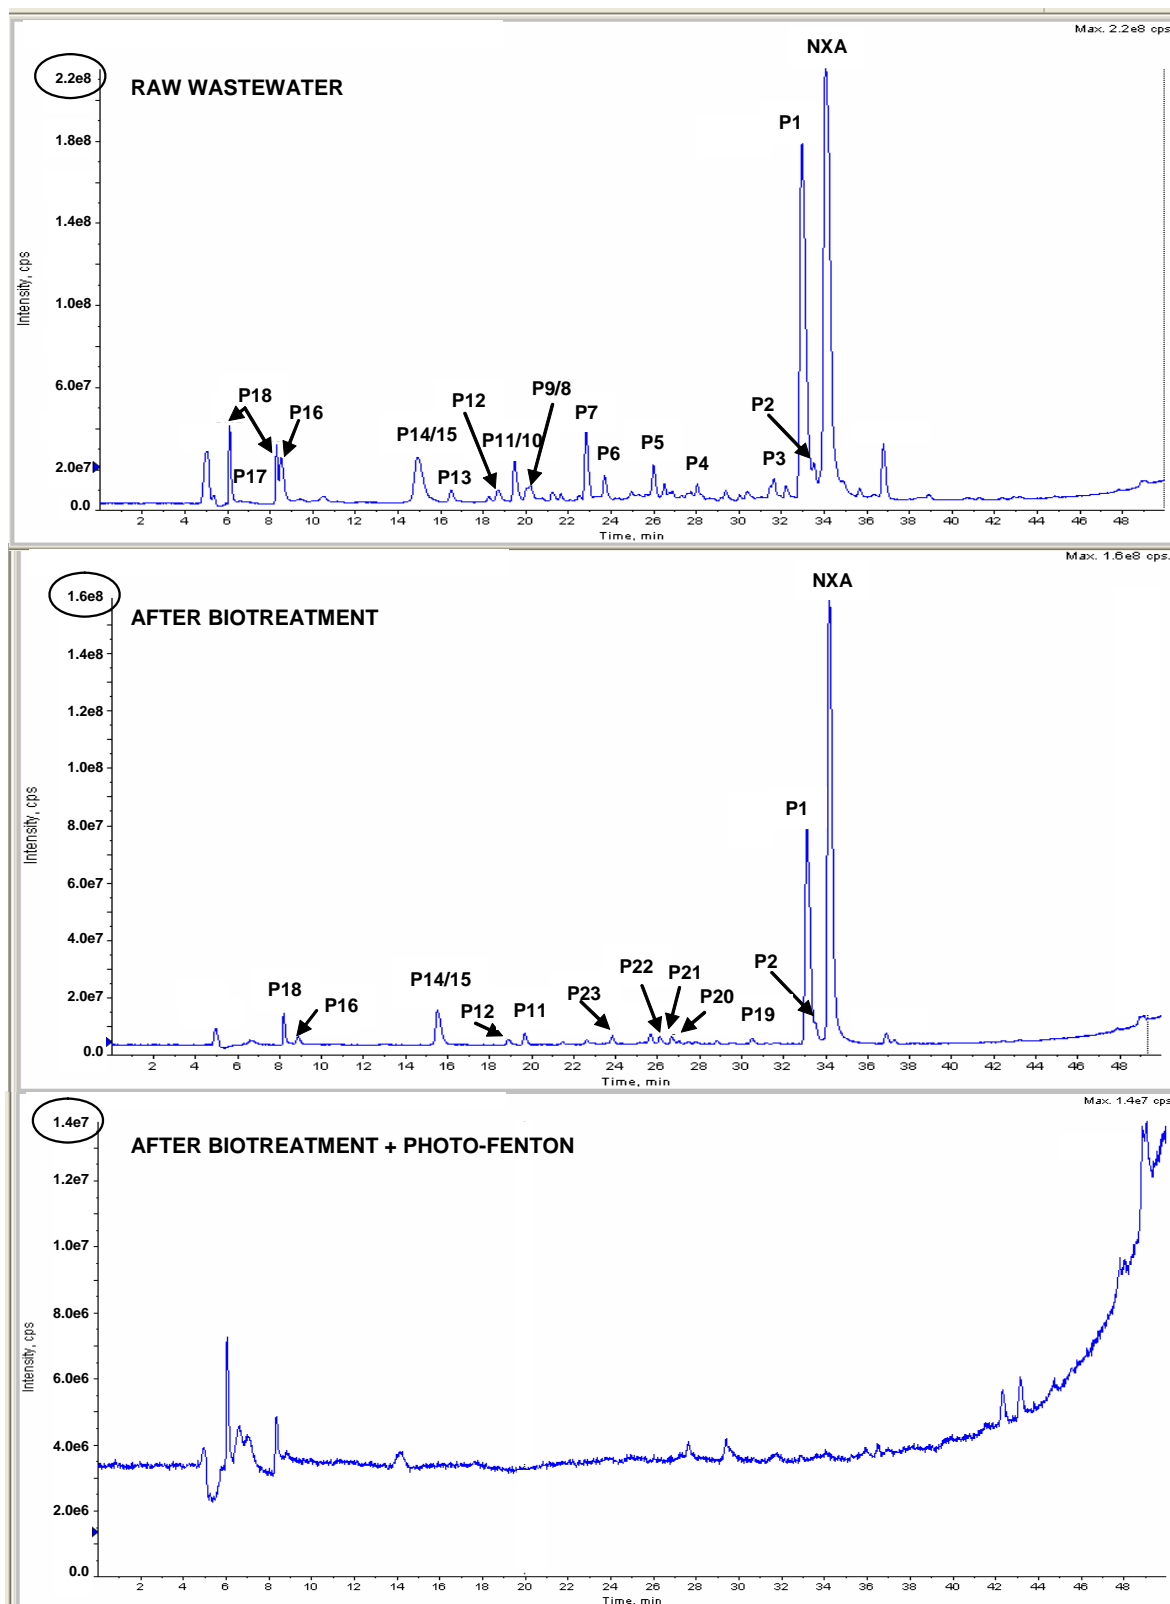 Max. 2.2e8 cps
NXA
2.2e8
RAW WASTEWATER
P1
1.8e8
1.4e8
Intensity, cps
1.0e8
6.0e7
P18
P16
P12
P9/8
P7
P2
P14/15
P11/10
P6
P5
P4
P3
2.0e7
P17
P13
0.0
2 4 6 8 10 12 14 16 18 20 22 24 26 28 30 32 34 36 38 40 42 44 46 48
Time, min
Max. 1.6e8 cps.
NXA
1.6e8
AFTER BIOTREATMENT
1.4e8
1.2e8
1.0e8
Intensity, cps
8.0e7
P1
6.0e7
4.0e7
P22
P21
P2
P14/15
P18
P16
P12
P11
P23
P20
P19
2.0e7
0.0
2 4 6 8 10 12 14 16 18 20 22 24 26 28 30 32 34 36 38 40 42 44 46 48
Time, min
Max. 1.4e7 cps
1.4e7
AFTER BIOTREATMENT + PHOTO-FENTON
1.2e7
1.0e7
8.0e6
Intensity, cps
6.0e6
4.0e6
2.0e6
0.0
2 4 6 8 10 12 14 16 18 20 22 24 26 28 30 32 34 36 38 40 42 44 46 48
Time, min